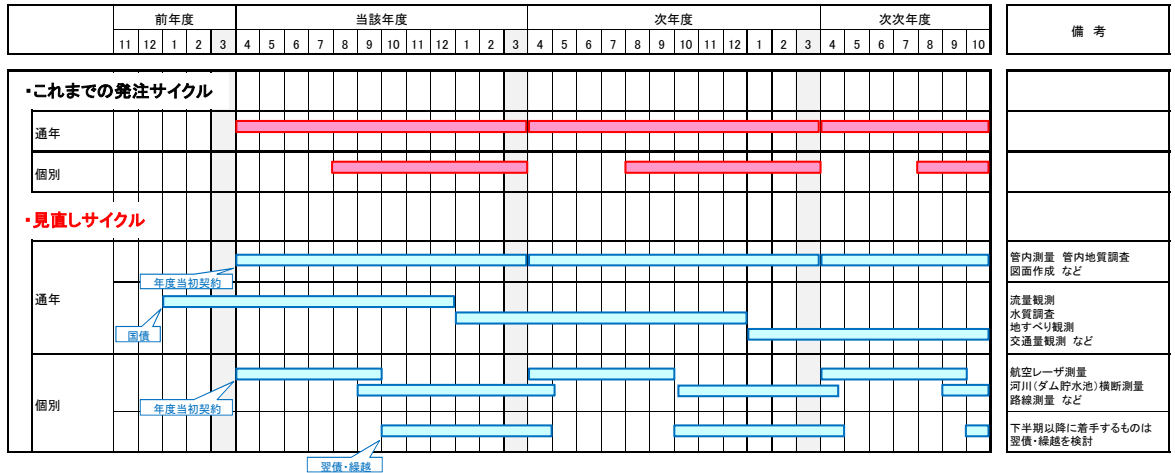 前年度 当該年度 次年度 次次年度 備 考
11 12 1 2 3 4 5 6 7 8 9 10 11 12 1 2 3 4 5 6 7 8 9 10 11 12 1 2 3 4 5 6 7 8 9 10
・これまでの発注サイクル
通年
個別
・見直しサイクル
通年
年度当初契約
国債
管内測量 管内地質調査
図面作成 など
流量観測
水質調査
地すべり観測
交通量観測 など
個別
年度当初契約
翌債・繰越
航空レーザ測量
河川(ダム貯水池)横断測量
路線測量 など
下半期以降に着手するものは
翌債・繰越を検討